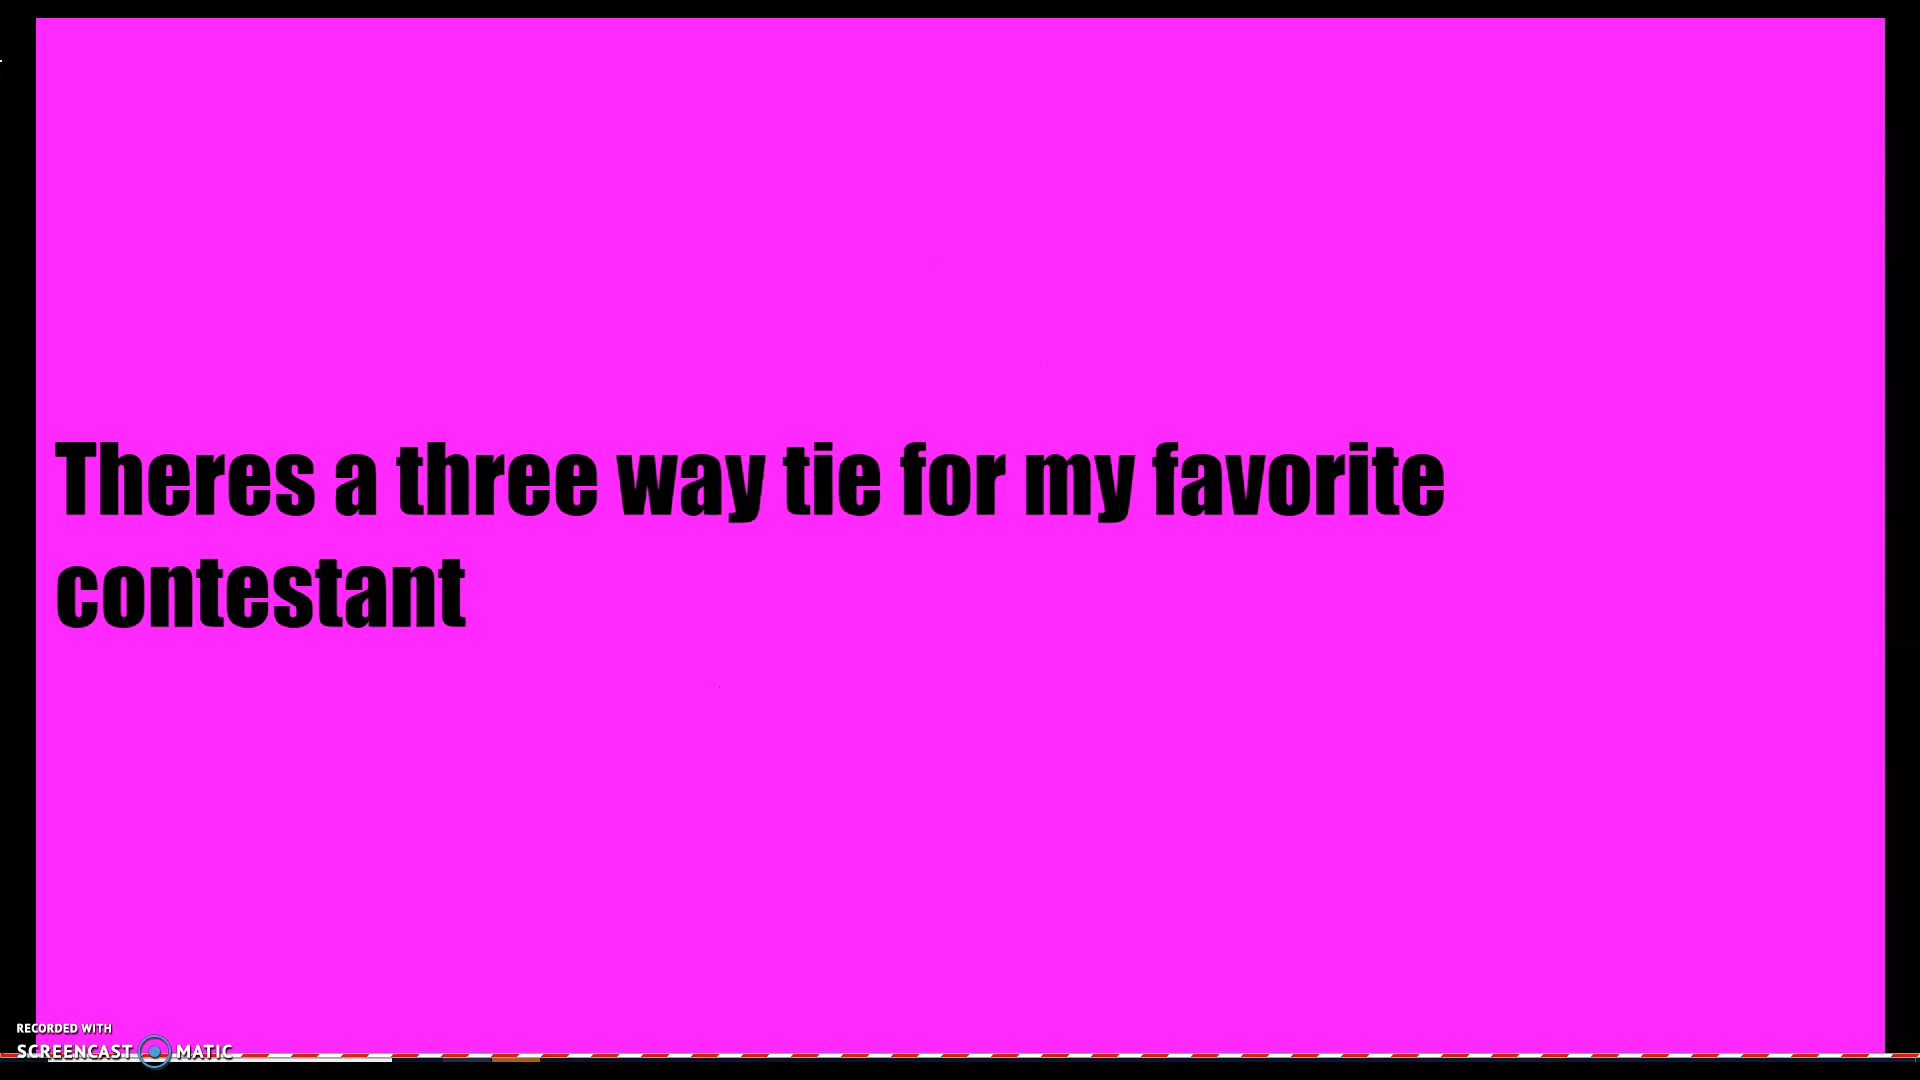 Theres a three way tie for my favorite
contestant
RECORDED WITH
SCREENCAST MATIC